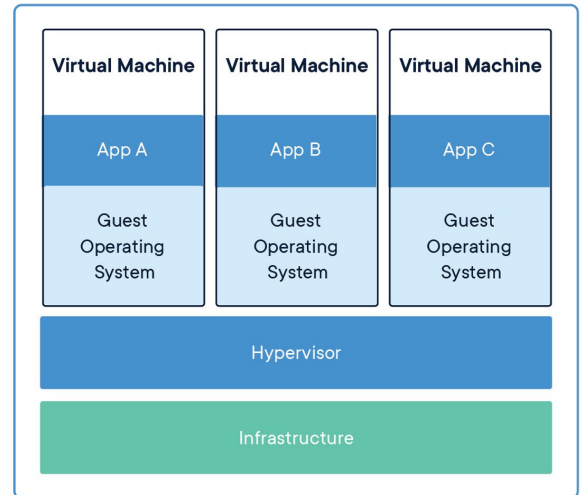 Virtual Machine
Virtual Machine
Virtual Machine
App A
App B
App C
Guest
Operating
System
Guest
Operating
System
Guest
Operating
System
Hypervisor
Infrastructure